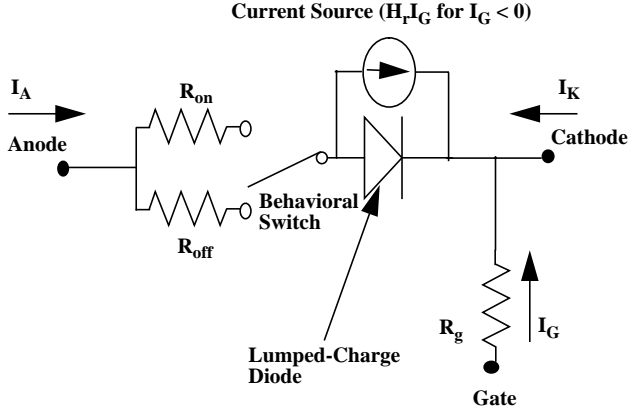 Current Source (HrIG for IG < 0)
IA
Anode
Ron
Roff
Behavioral
Switch
IK
Cathode
Rg
IG
Lumped-Charge
Diode
Gate